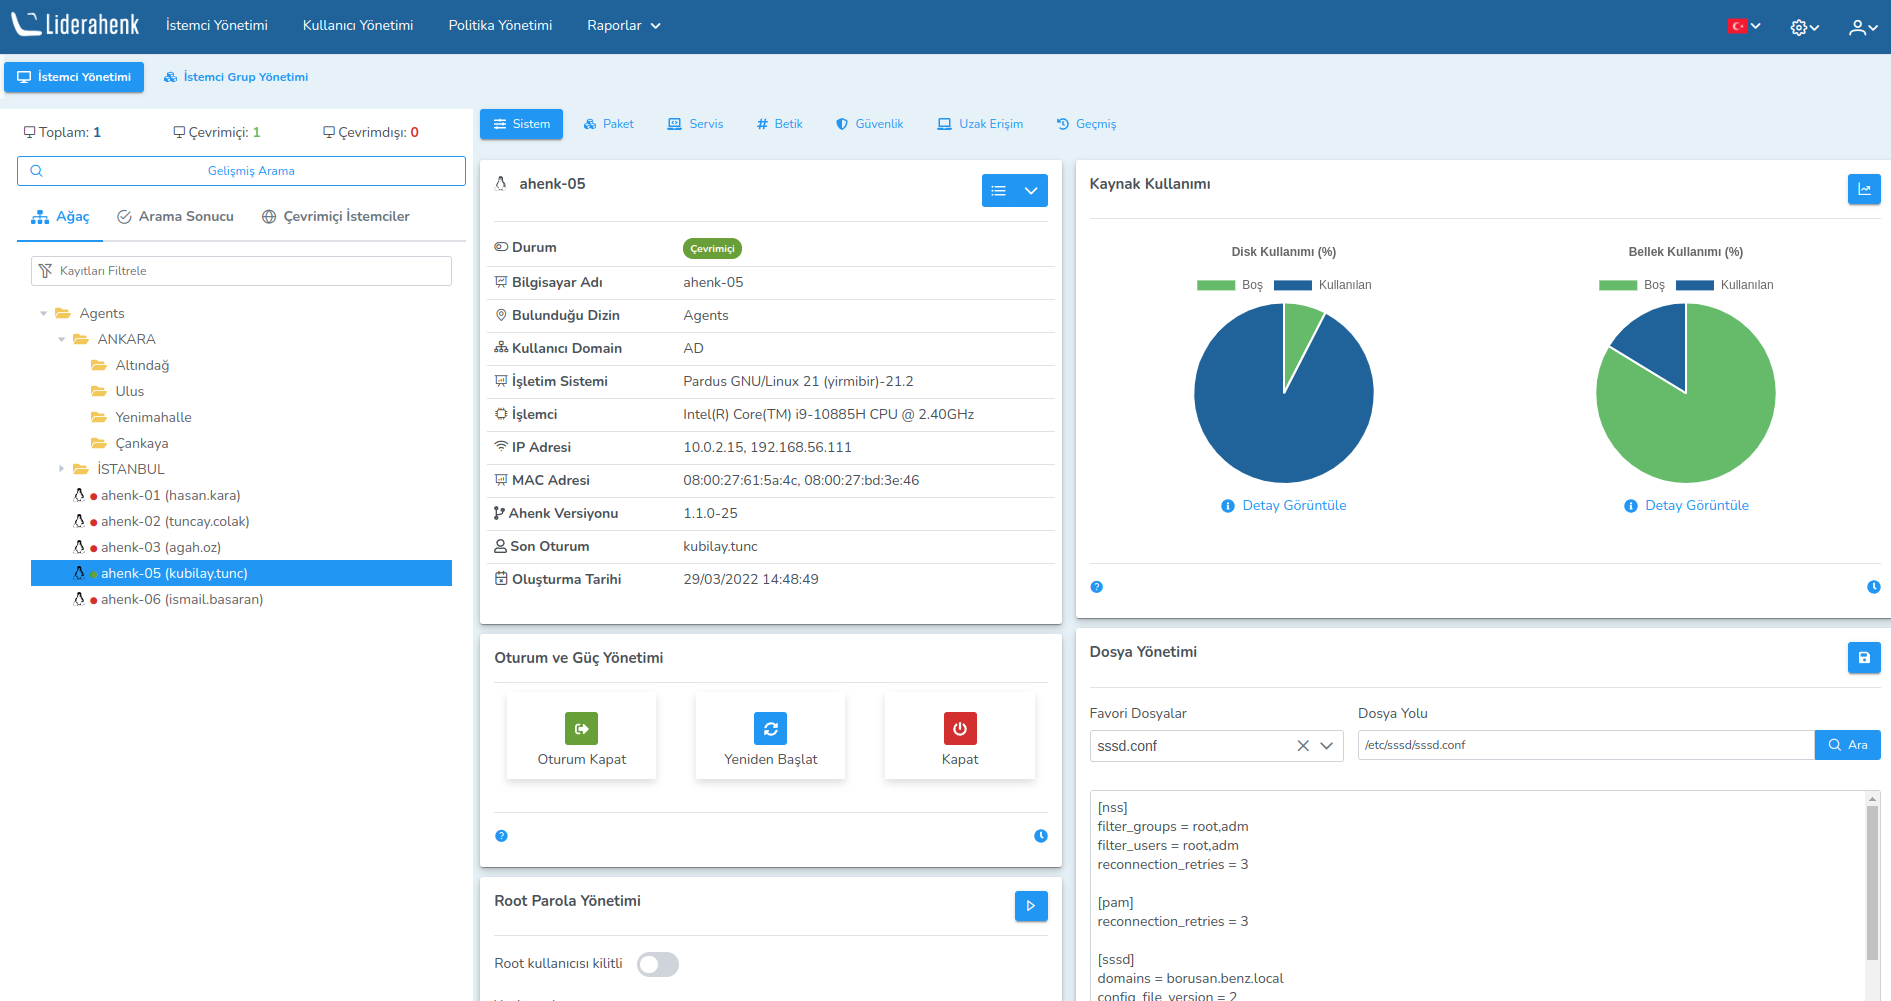 Liderahenk
İstemci Yönetimi
Kullanıcı Yönetimi
Politika Yönetimi
Raporlar
İstemci Yönetimi
İstemci Grup Yönetimi
Toplam: 1
Çevrimiçi: 1
Çevrimdışı: 0
Gelişmiş Arama
Ağaç
Arama Sonucu
Çevrimiçi İstemciler
Kayıtları Filtrele
Agents
ANKARA
Altındağ
Ulus
Yenimahalle
Çankaya
İSTANBUL
ahenk-01 (hasan.kara)
ahenk-02 (tuncay.colak)
ahenk-03 (agah.oz)
ahenk-05 (kubilay.tunc)
ahenk-06 (ismail.basaran)
Sistem
Paket
Servis
Betik
Güvenlik
Uzak Erişim
Geçmiş
ahenk-05
Durum Çevrimiçi
Bilgisayar Adı ahenk-05
Bulunduğu Dizin Agents
Kullanıcı Domain AD
İşletim Sistemi Pardus GNU/Linux 21 (yirmibir)-21.2
İşlemci Intel(R) Core(TM) i9-10885H CPU @ 2.40GHz
IP Adresi 10.0.2.15, 192.168.56.111
MAC Adresi 08:00:27:61:5a:4c, 08:00:27:bd:3e:46
Ahenk Versiyonu 1.1.0-25
Son Oturum kubilay.tunc
Oluşturma Tarihi 29/03/2022 14:48:49
Oturum ve Güç Yönetimi
Oturum Kapat
Yeniden Başlat
Kapat
Root Parola Yönetimi
Root kullanıcısı kilitli
Kaynak Kullanımı
Disk Kullanımı (%)
Boş Kullanılan
Detay Görüntüle
Bellek Kullanımı (%)
Boş Kullanılan
Detay Görüntüle
Dosya Yönetimi
Favori Dosyalar
sssd.conf
Dosya Yolu
/etc/sssd/sssd.conf
Ara
[nss]
filter_groups = root,adm
filter_users = root,adm
reconnection_retries = 3
[pam]
reconnection_retries = 3
[sssd]
domains = borusan.benz.local
config_file_version = 2